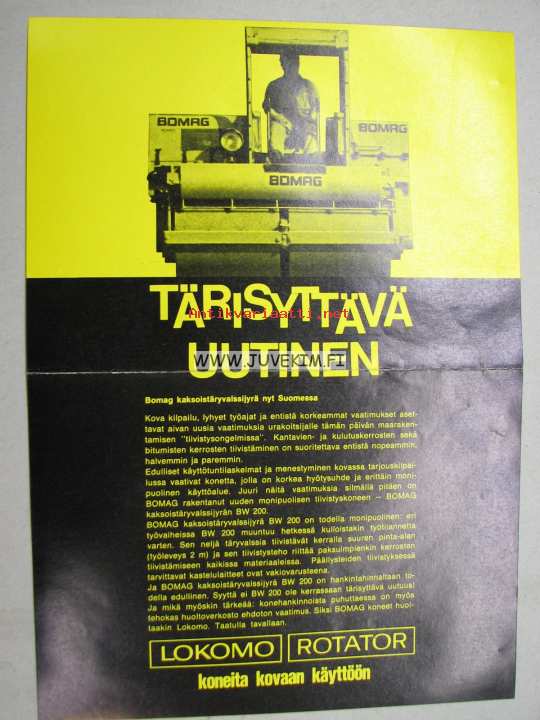 BOMAG
BOMAG
BOMAG
TÄRISYTTÄVÄ
Antikvariaatti.net
UUTINEN
WWW.JUVEKIM.FI
Bomag kaksoistäryvalssijyrä nyt Suomessa
Kova kilpailu, lyhyet työajat ja entistä korkeammat vaatimukset aset-
tavat aivan uusia vaatimuksia urakoitsijalle tämän päivän maaraken-
tamisen "tiivistysongelmissa". Kantavien- ja kulutuskerrosten sekä
bitumisten kerrosten tiivistäminen on suoritettava entistä nopeammin,
halvemmin ja paremmin.
Edulliset käyttötuntilaskelmat ja menestyminen kovassa tarjouskilpai-
lussa vaativat konetta, jolla on korkea hyötysuhde ja erittäin moni-
puolinen käyttöalue. Juuri näitä vaatimuksia silmällä pitäen on
BOMAG rakentanut uuden monipuolisen tiivistyskoneen — BOMAG
kaksoistäryvalssijyrän BW 200.
BOMAG kaksoistäryvalssijyrä BW 200 on todella monipuolinen: eri
työvaiheissa BW 200 muuntuu hetkessä kulloistakin työtilannetta
varten. Sen neljä täryvalssia tiivistävät kerralla suuren pinta-alan
(työleveys 2 m) ja sen tiivistysteho riittää paksuimpienkin kerrosten
tiivistämiseen kaikissa materiaaleissa. Päällysteiden tiivistyksessä
tarvittavat kastelulaitteet ovat vakiovarusteena.
Ja BOMAG kaksoistäryvalssijyrä BW 200 on hankintahinnaltaan to-
della edullinen. Syyttä ei BW 200 ole kerrassaan tärisyttävä uutuus!
Ja mikä myöskin tärkeää: konehankinnoista puhuttaessa on myös
tehokas huoltoverkosto ehdoton vaatimus. Siksi BOMAG koneet huol-
taakin Lokomo. Taatulla tavallaan.
LOKOMO ROTATOR
koneita kovaan käyttöön